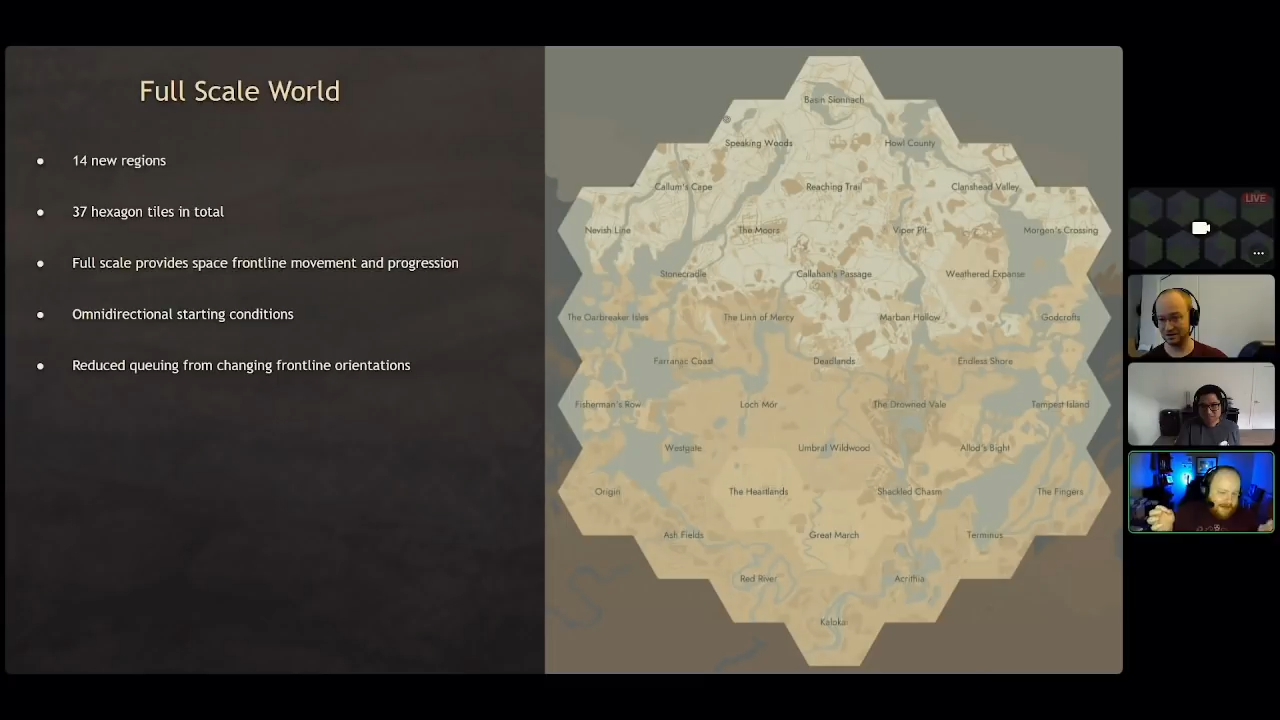 Full Scale World
● 14 new regions
● 37 hexagon tiles in total
● Full scale provides space frontline movement and progression
● Omnidirectional starting conditions
● Reduced queuing from changing frontline orientations
Basin Sionnach
Speaking Woods
Howl County
Callum's Cape
Reaching Trail
Clanshead Valley
Nevish Line
The Moors
Viper Pit
Morgen's Crossing
Stonecradle
Callahan's Passage
Weathered Expanse
The Oarbreaker Isles
The Linn of Mercy
Marban Hollow
Godcrofts
Farranac Coast
Deadlands
Endless Shore
Fisherman's Row
Loch Mór
The Drowned Vale
Tempest Island
Westgate
Umbral Wildwood
Allod's Bight
Origin
The Heartlands
Shackled Chasm
The Fingers
Ash Fields
Great March
Terminus
Red River
Acrithia
Kalokai
LIVE